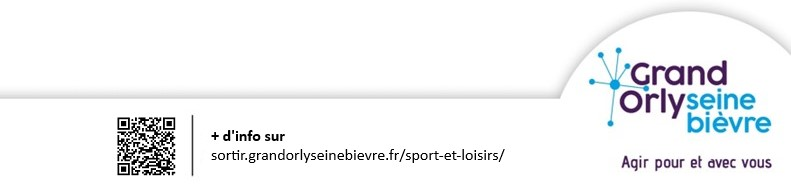 Grand
Orly seine
bièvre
Agir pour et avec vous
+ d'info sur
sortir.grandorlyseinebievre.fr/sport-et-loisirs/